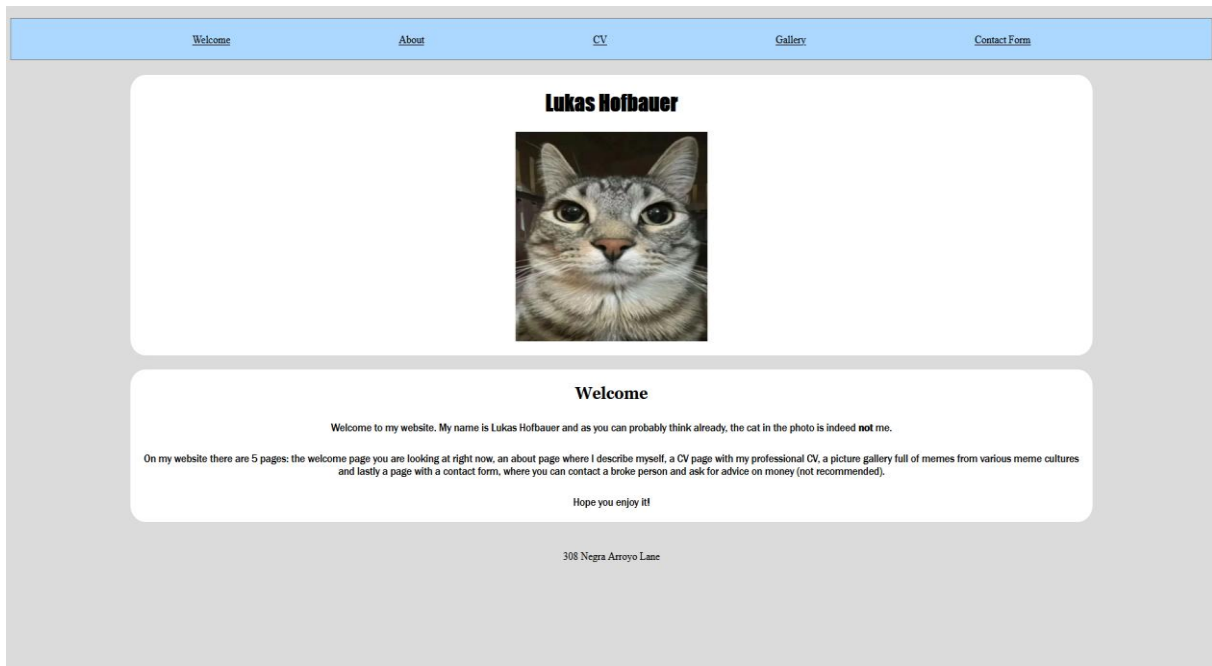 Welcome About CV Gallery Contact Form
Lukas Hofbauer
Welcome
Welcome to my website. My name is Lukas Hofbauer and as you can probably think already, the cat in the photo is indeed not me.
On my website there are 5 pages: the welcome page you are looking at right now, an about page where I describe myself, a CV page with my professional CV, a picture gallery full of memes from various meme cultures
and lastly a page with a contact form, where you can contact a broke person and ask for advice on money (not recommended).
Hope you enjoy it!
308 Negra Arroyo Lane